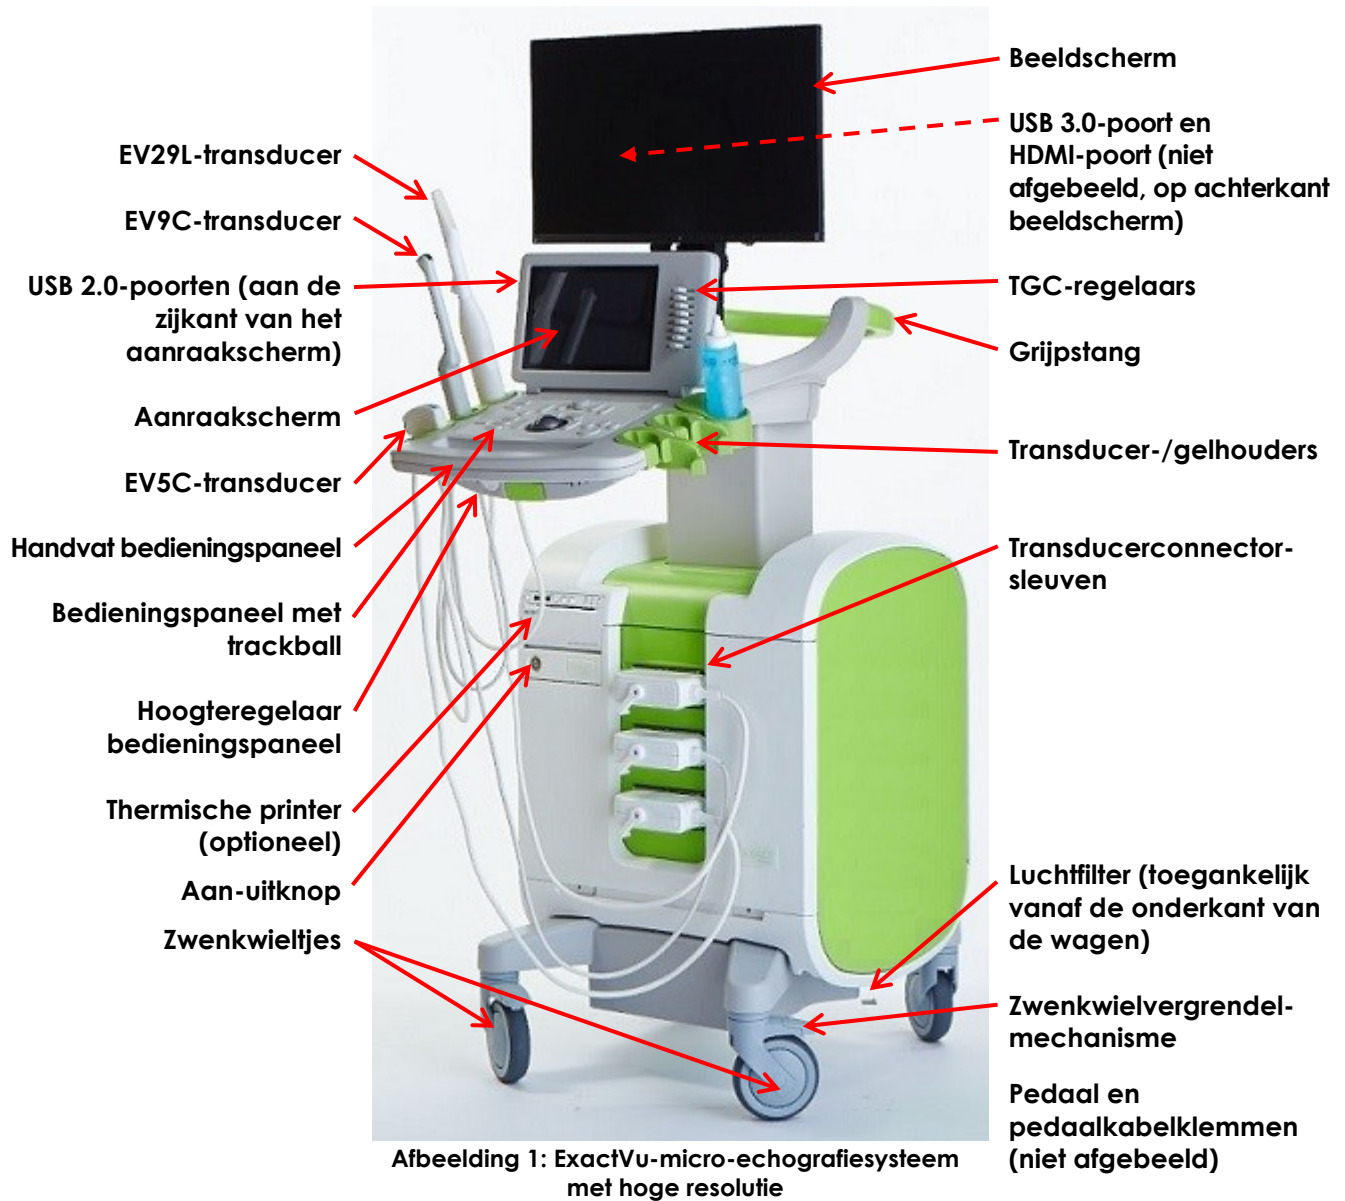 EV29L-transducer
EV9C-transducer
USB 2.0-poorten (aan de
zijkant van het
aanraakscherm)
Aanraakscherm
EV5C-transducer
Handvat bedieningspaneel
Bedieningspaneel met
trackball
Hoogteregelaar
bedieningspaneel
Thermische printer
(optioneel)
Aan-uitknop
Zwenkwieltjes
Beeldscherm
USB 3.0-poort en
HDMI-poort (niet
afgebeeld, op achterkant
beeldscherm)
TGC-regelaars
Grijpstang
Transducer-/gelhouders
Transducerconnector-
sleuven
Luchtfilter (toegankelijk
vanaf de onderkant van
de wagen)
Zwenkwielvergrendel-
mechanisme
Pedaal en
pedaalkabelklemmen
(niet afgebeeld)
Afbeelding 1: ExactVu-micro-echografiesysteem
met hoge resolutie